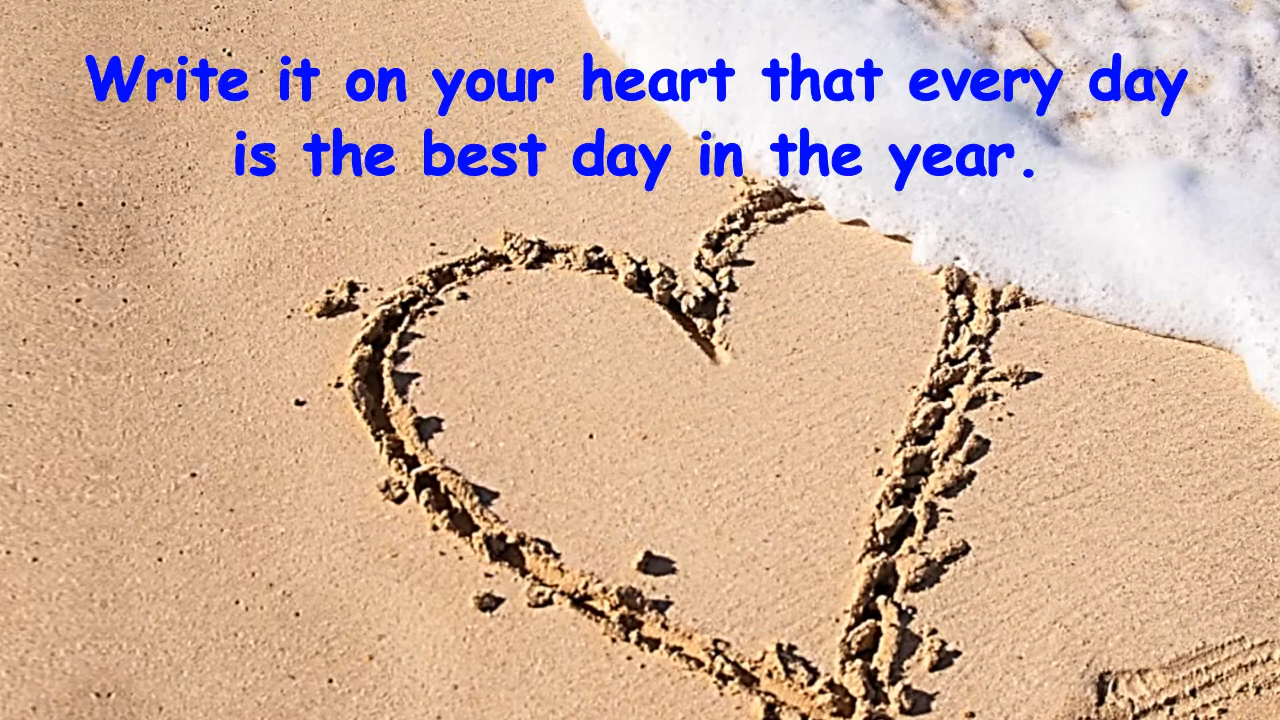 Write it on your heart that every day
is the best day in the year.